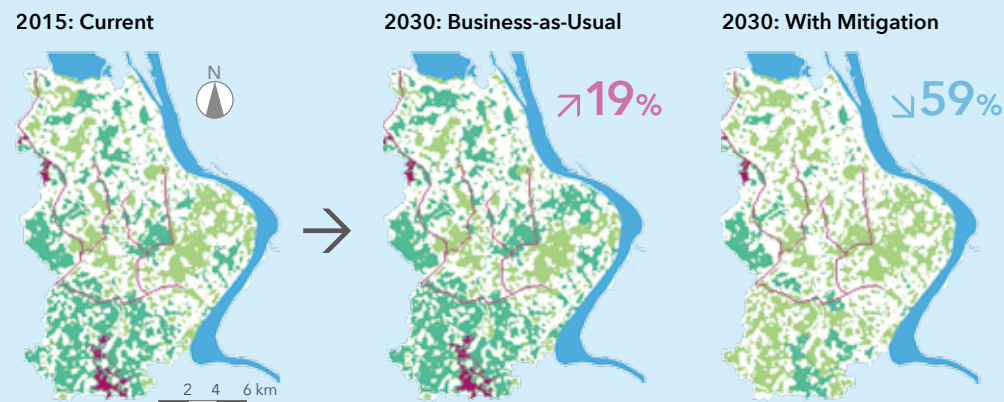 2015: Current
2030: Business-as-Usual
2030: With Mitigation
N
19%
59%
2 4 6 km